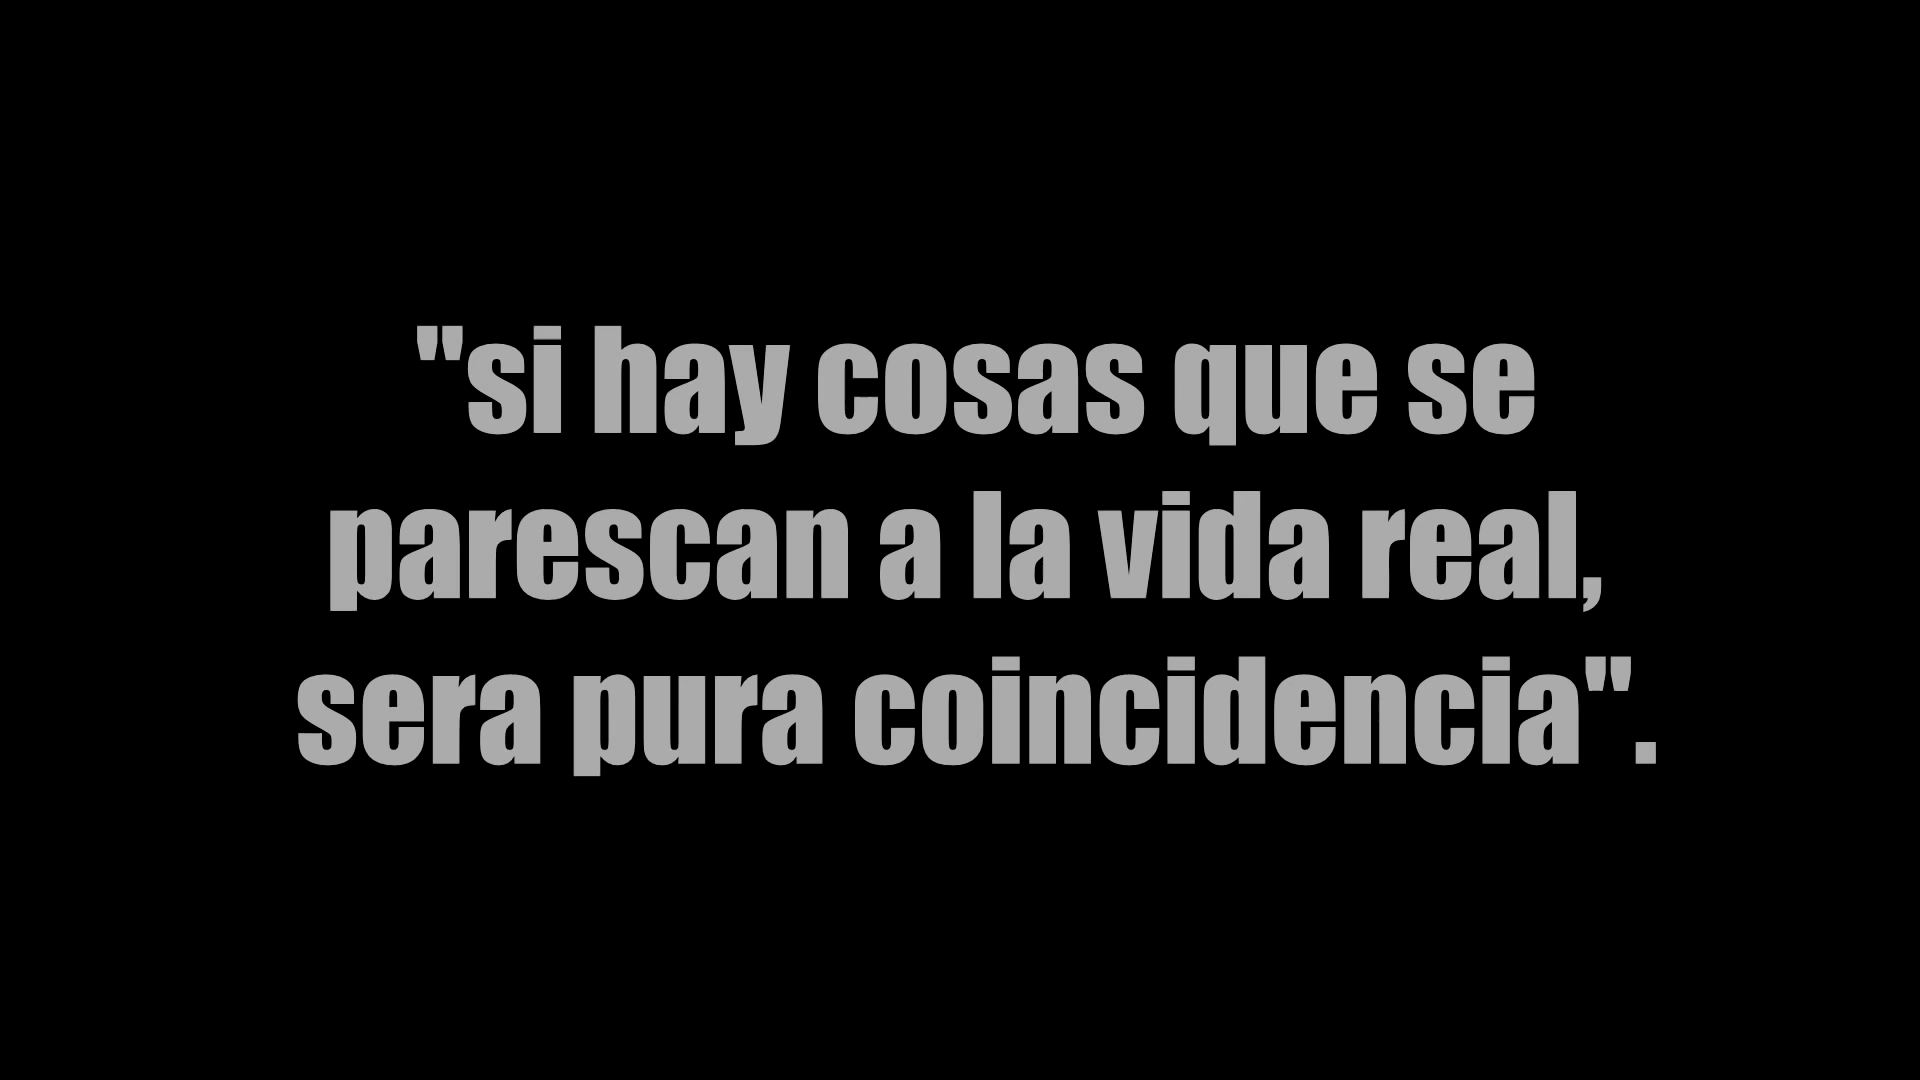 "si hay cosas que se
parescan a la vida real,
sera pura coincidencia".